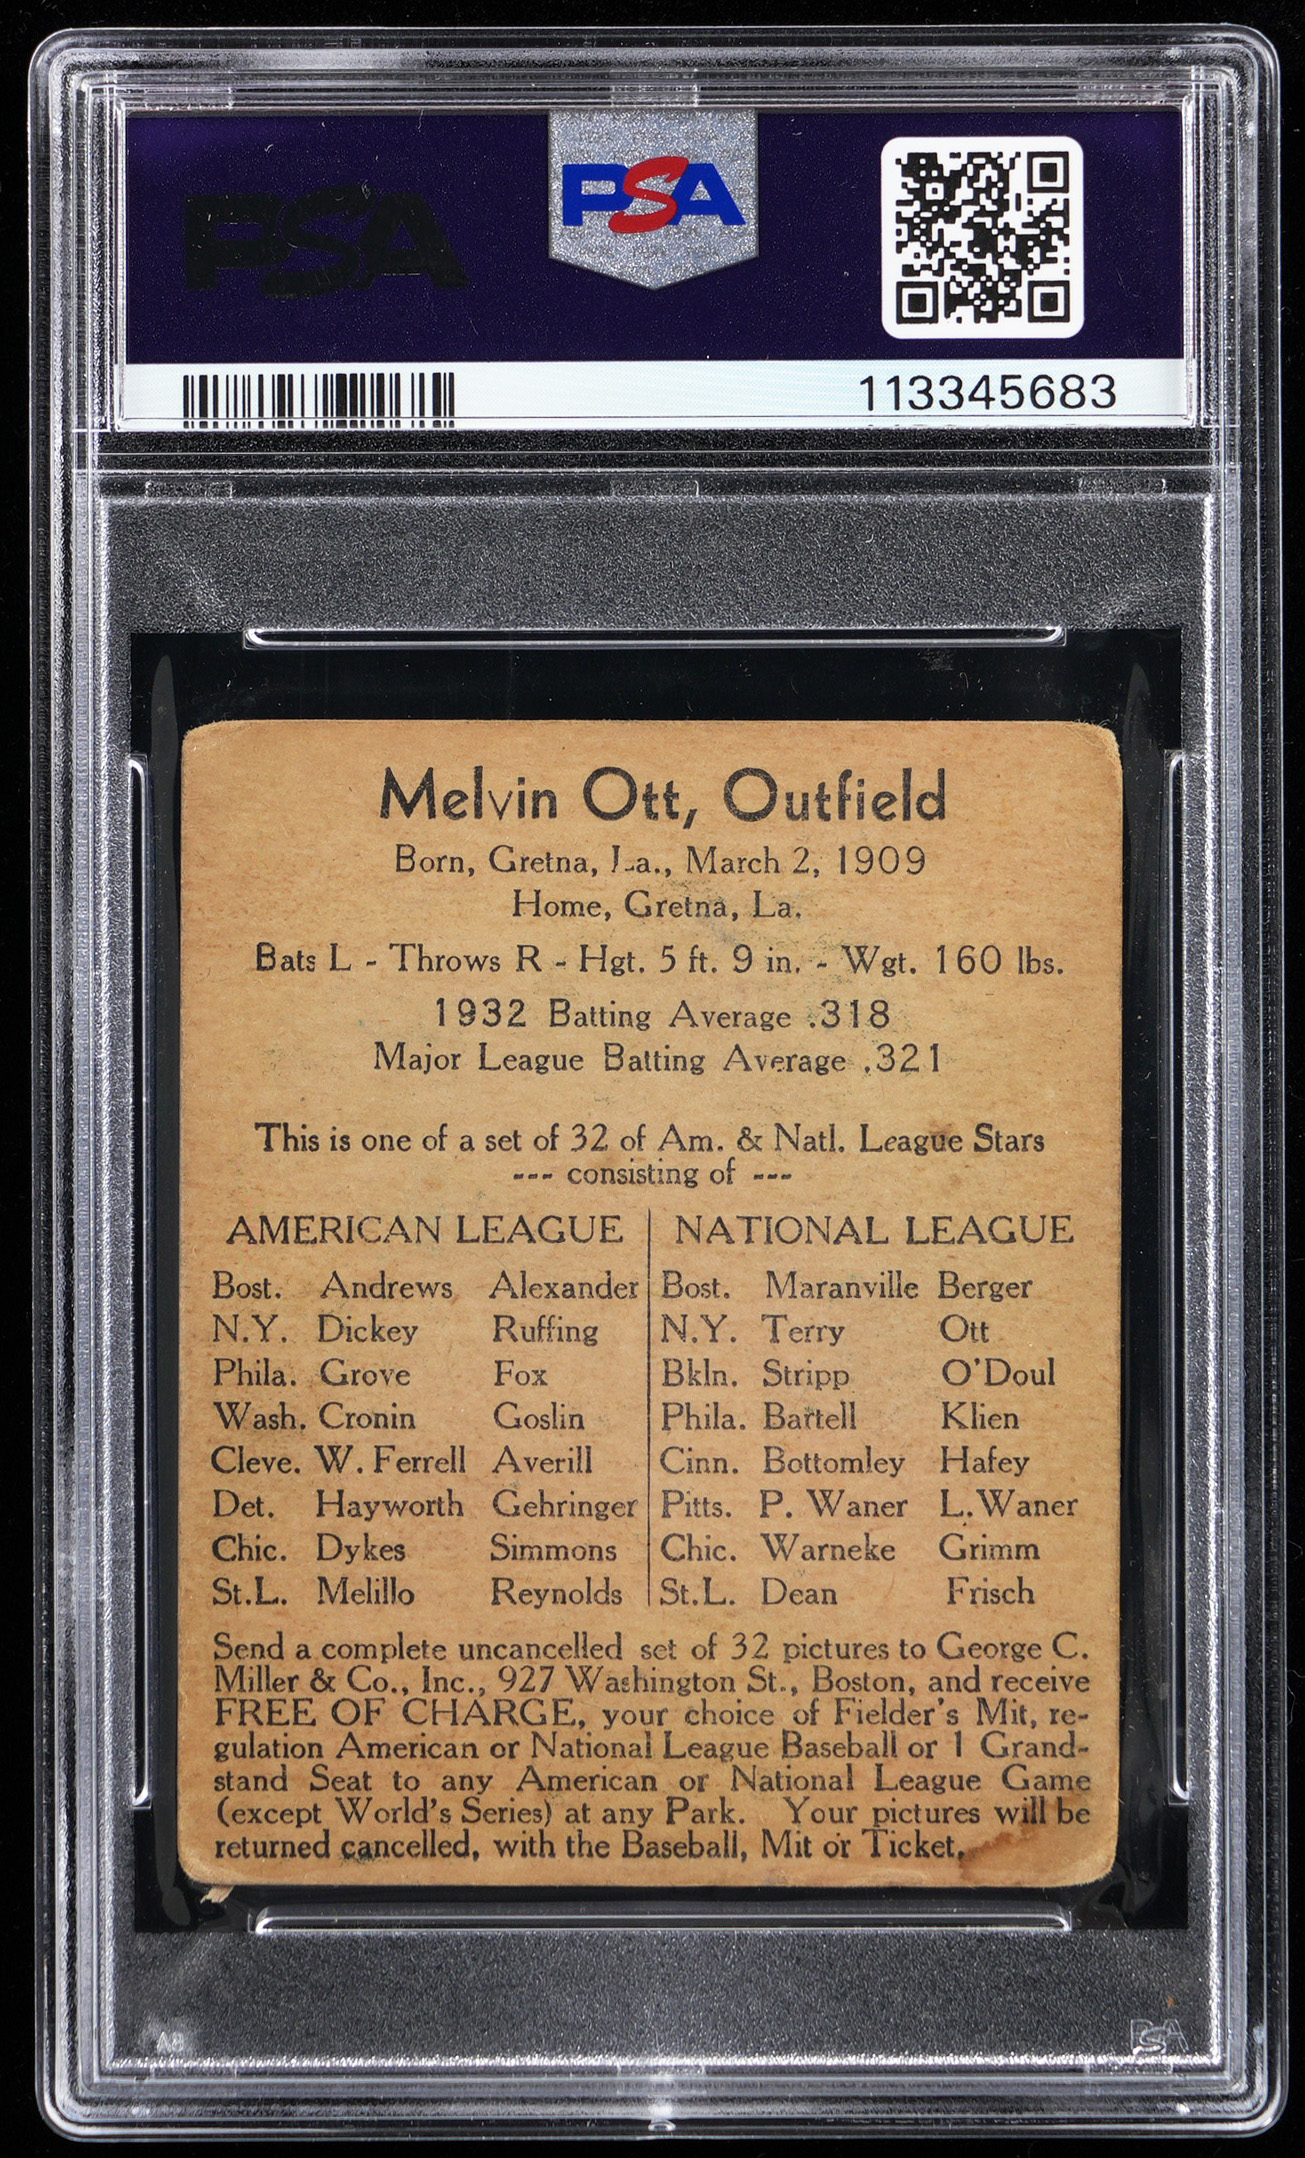 PSA
PSA
113345683
Melvin Ott, Outfield
Born, Gretna, La., March 2, 1909
Home, Gretna, La.
Bats L - Throws R - Hgt. 5 ft. 9 in. - Wgt. 160 lbs.
1932 Batting Average .318
Major League Batting Average .321
This is one of a set of 32 of Am. & Natl. League Stars
--- consisting of ---
AMERICAN LEAGUE NATIONAL LEAGUE
Bost. Andrews Alexander Bost. Maranville Berger
N.Y. Dickey Ruffing N.Y. Terry Ott
Phila. Grove Fox Bkln. Stripp O'Doul
Wash. Cronin Goslin Phila. Bartell Klien
Cleve. W. Ferrell Averill Cinn. Bottomley Hafey
Det. Hayworth Gehringer Pitts. P. Waner L. Waner
Chic. Dykes Simmons Chic. Warneke Grimm
St.L. Melillo Reynolds St.L. Dean Frisch
Send a complete uncancelled set of 32 pictures to George C.
Miller & Co., Inc., 927 Washington St., Boston, and receive
FREE OF CHARGE, your choice of Fielder's Mit, re-
gulation American or National League Baseball or 1 Grand-
stand Seat to any American or National League Game
(except World's Series) at any Park. Your pictures will be
returned cancelled, with the Baseball, Mit or Ticket.
A8
PSA